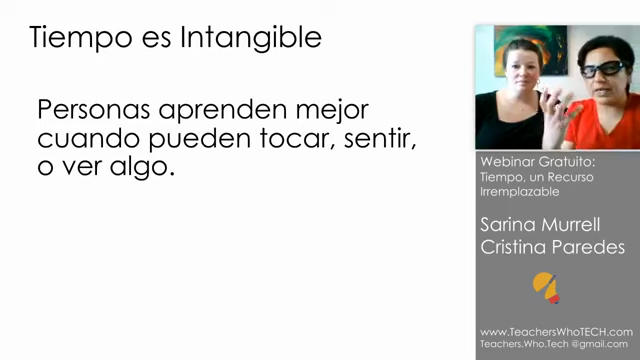 Tiempo es Intangible
Personas aprenden mejor
cuando pueden tocar, sentir,
o ver algo.
Webinar Gratuito:
Tiempo, un Recurso
Irremplazable
Sarina Murrell
Cristina Paredes
www.TeachersWhoTECH.com
Teachers.Who.Tech @gmail.com